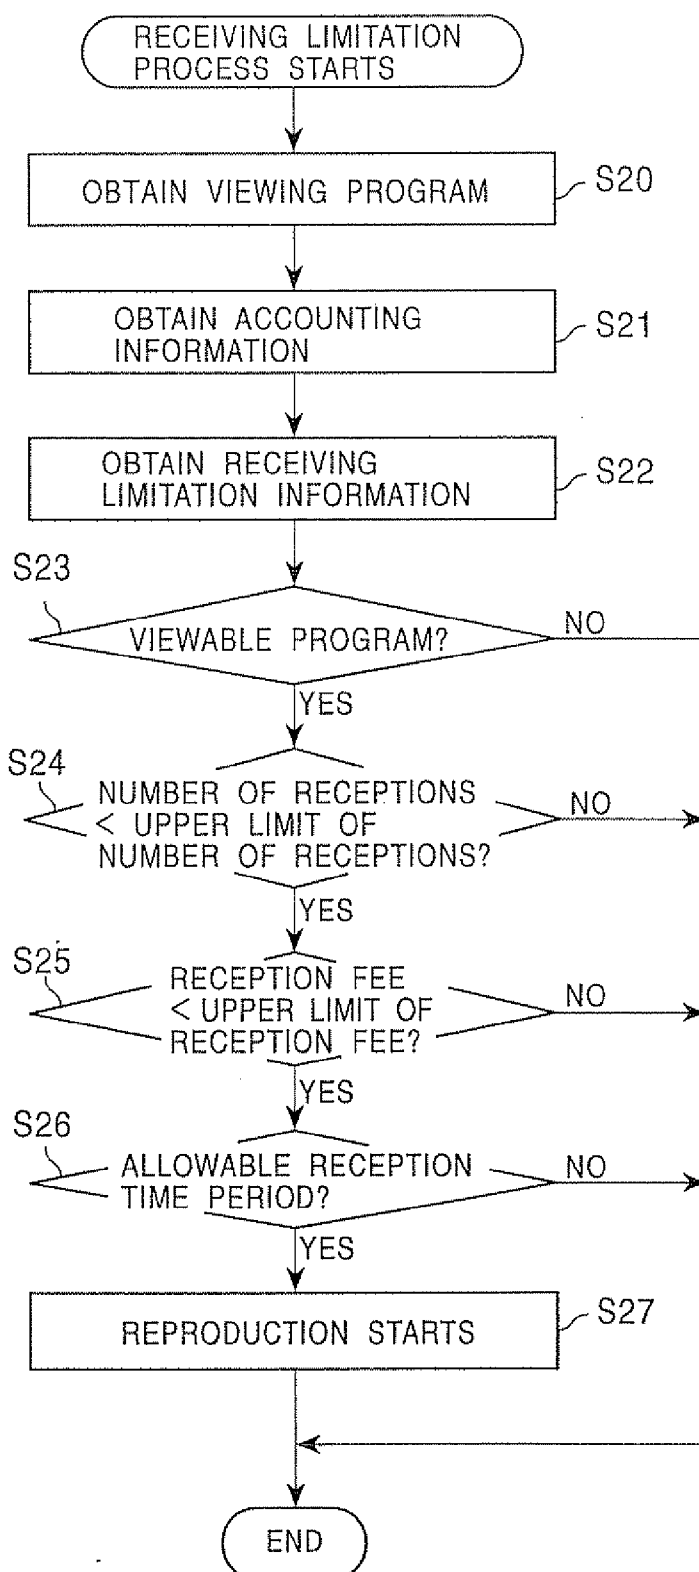 RECEIVING LIMITATION
PROCESS STARTS
OBTAIN VIEWING PROGRAM
S20
OBTAIN ACCOUNTING
INFORMATION
S21
OBTAIN RECEIVING
LIMITATION INFORMATION
S22
S23
VIEWABLE PROGRAM?
NO
YES
S24
NUMBER OF RECEPTIONS
< UPPER LIMIT OF
NUMBER OF RECEPTIONS?
NO
YES
S25
RECEPTION FEE
< UPPER LIMIT OF
RECEPTION FEE?
NO
YES
S26
ALLOWABLE RECEPTION
TIME PERIOD?
NO
YES
REPRODUCTION STARTS
S27
END